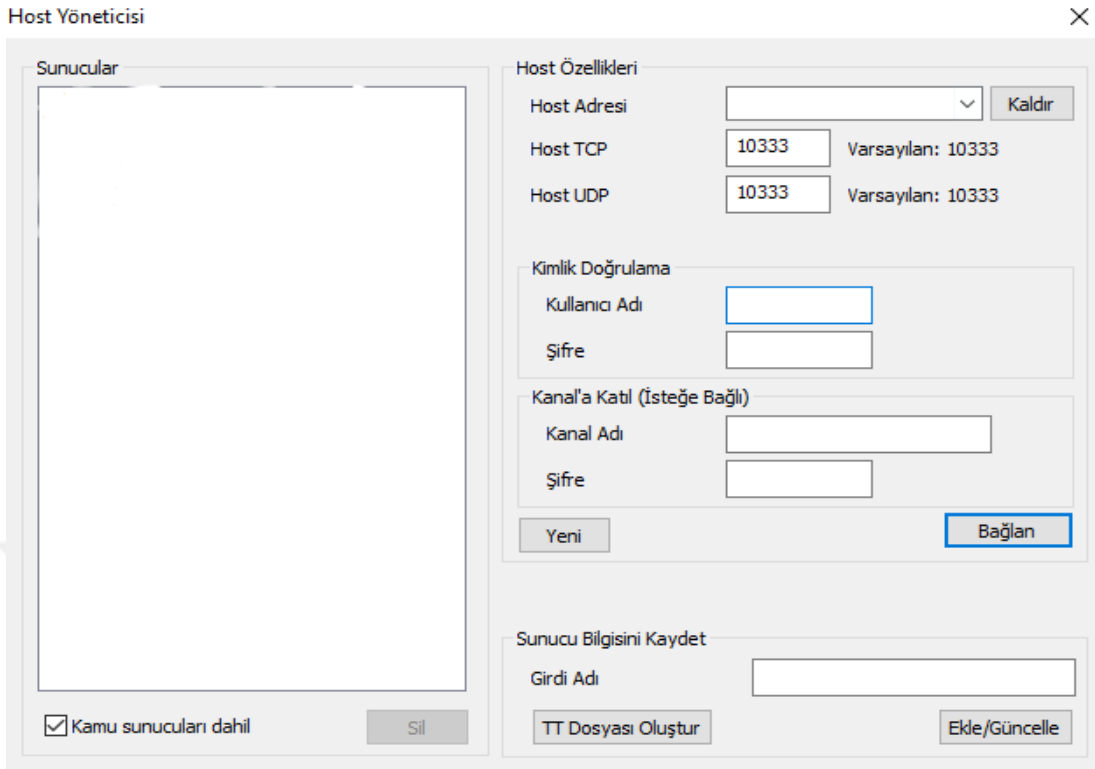 Host Yöneticisi
Sunucular
Kamu sunucuları dahil
Sil
Host Özellikleri
Host Adresi
Kaldır
Host TCP 10333 Varsayılan: 10333
Host UDP 10333 Varsayılan: 10333
Kimlik Doğrulama
Kullanıcı Adı
Şifre
Kanal'a Katıl (İsteğe Bağlı)
Kanal Adı
Şifre
Yeni
Bağlan
Sunucu Bilgisini Kaydet
Girdi Adı
TT Dosyası Oluştur
Ekle/Güncelle